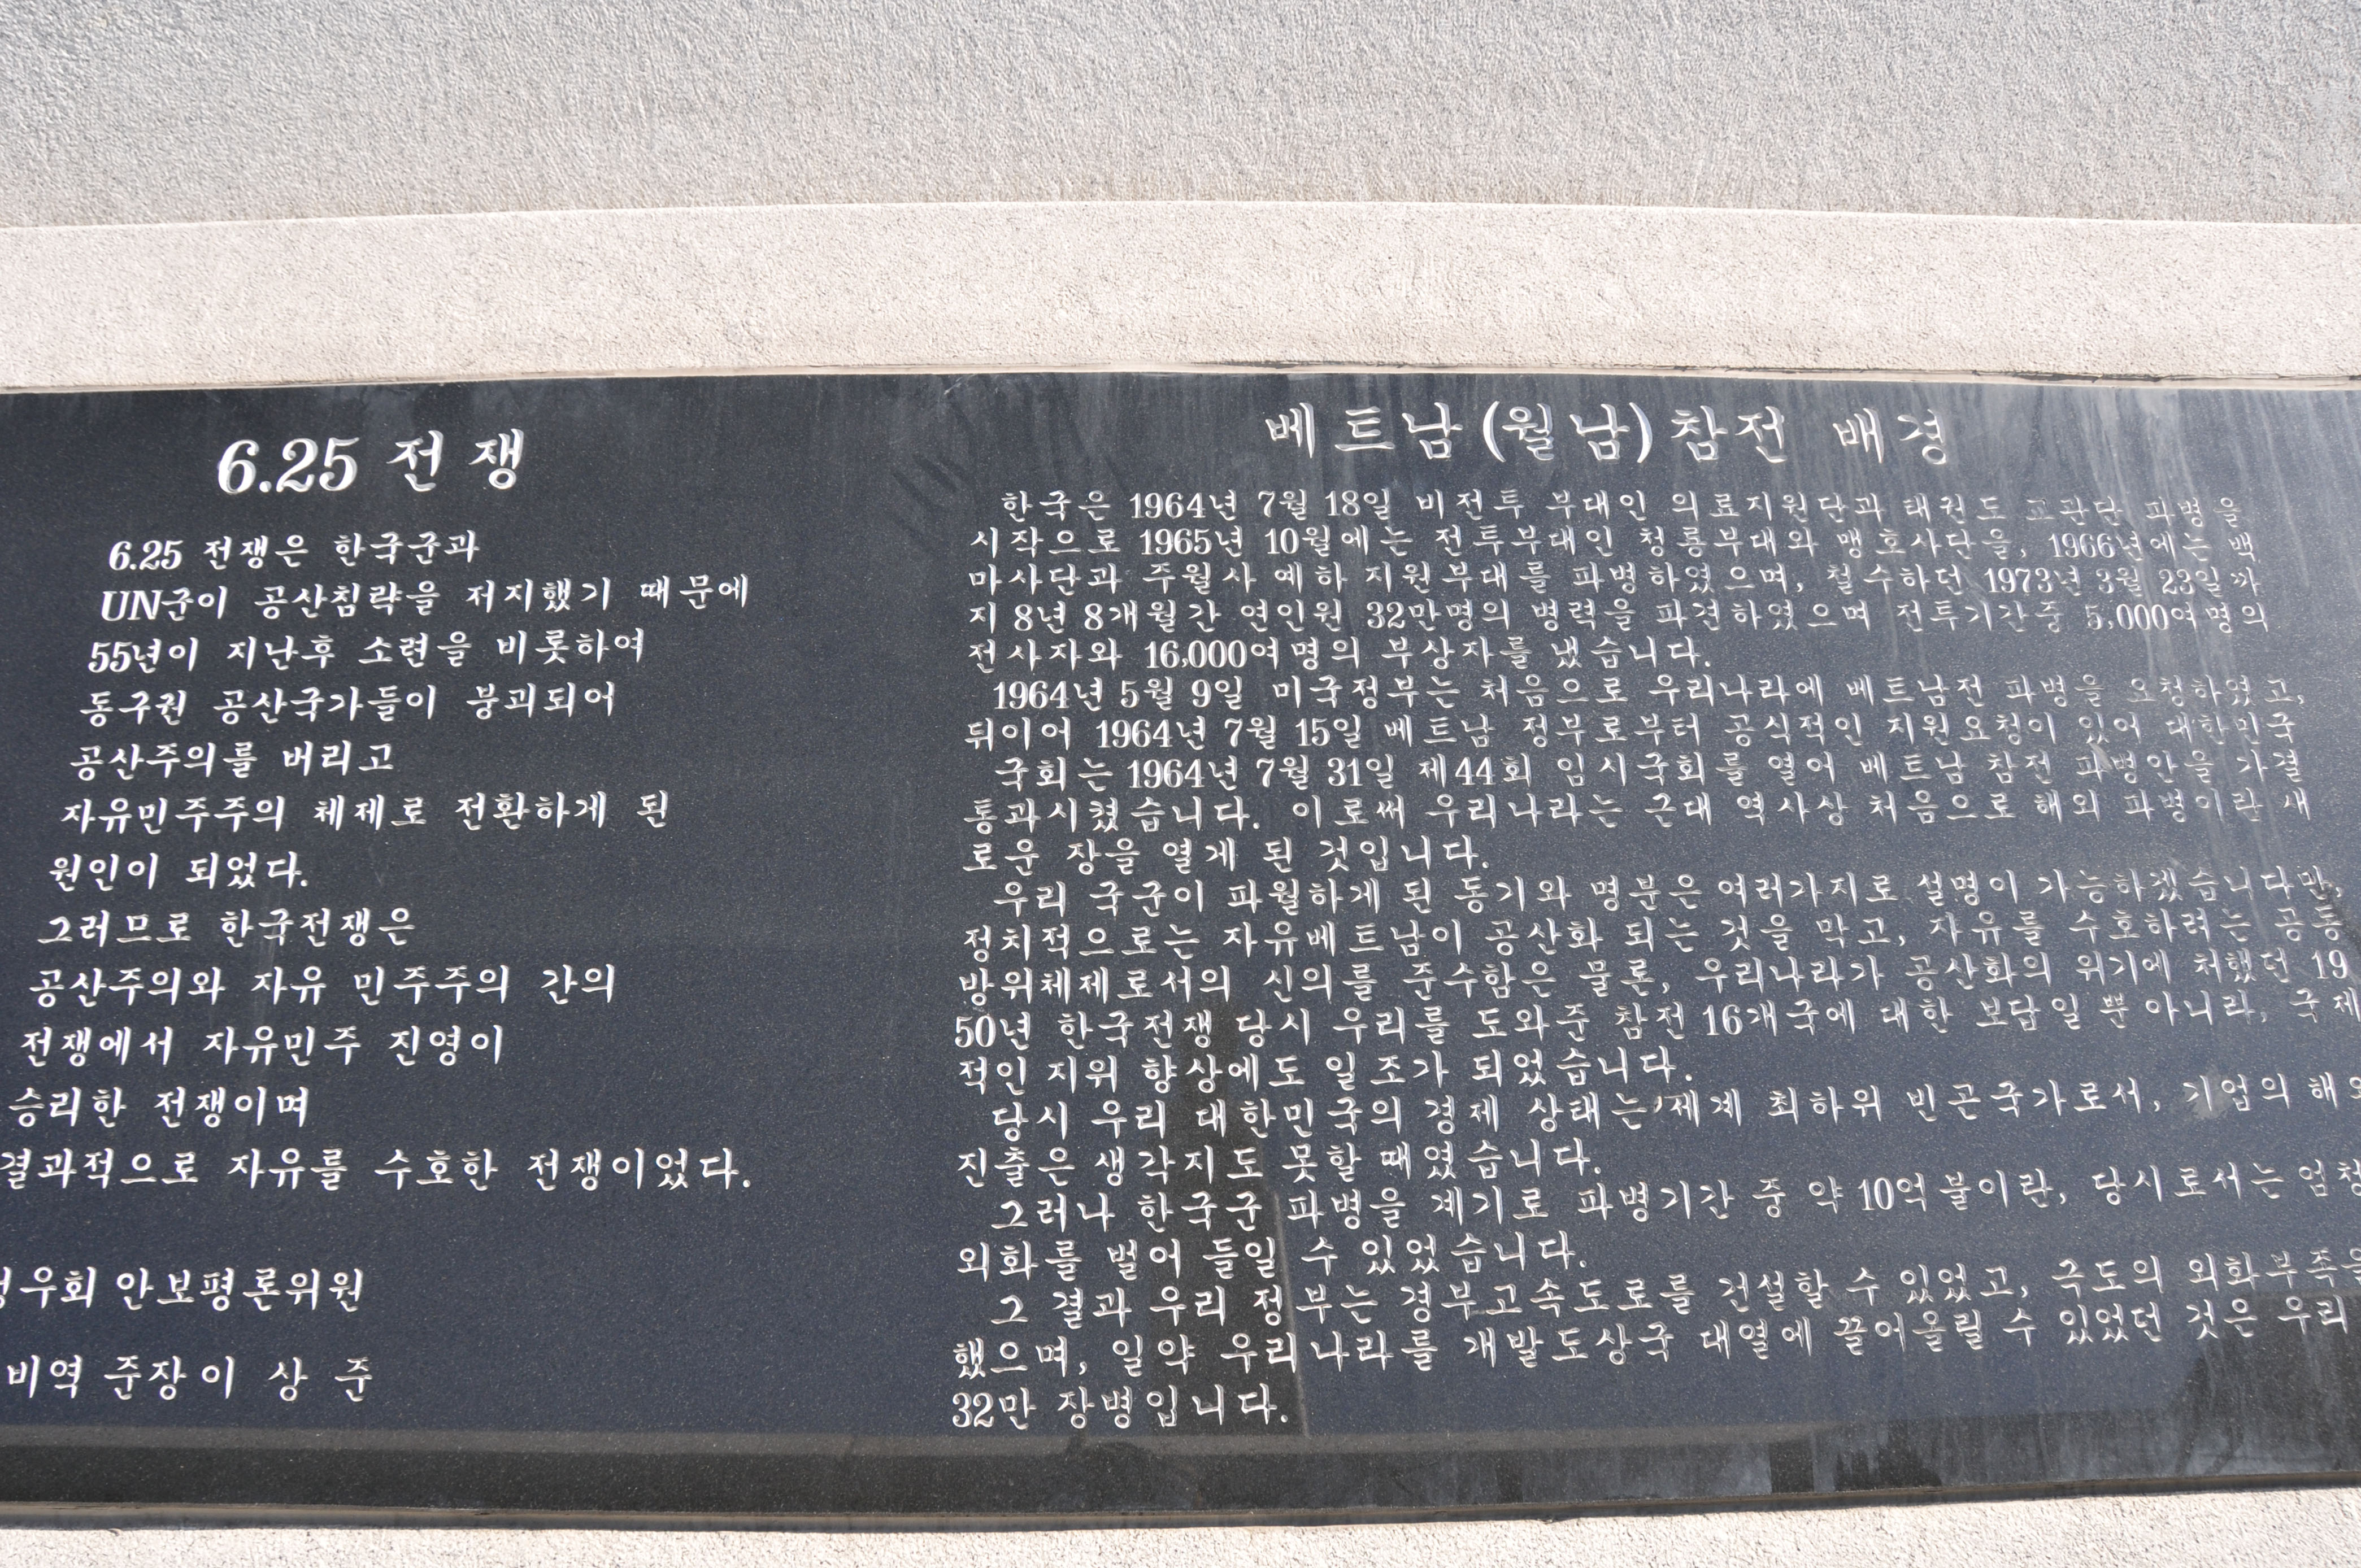 6.25 전쟁
6.25 전쟁은 한국군과
UN군이 공산침략을 저지했기 때문에
55년이 지난후 소련을 비롯하여
동구권 공산국가들이 붕괴되어
공산주의를 버리고
자유민주주의 체제로 전환하게 된
원인이 되었다.
그러므로 한국전쟁은
공산주의와 자유 민주주의 간의
전쟁에서 자유민주 진영이
승리한 전쟁이며
결과적으로 자유를 수호한 전쟁이었다.
안보평론위원
준장 이 상 준
베트남(월남)참전 배경
한국은 1964년 7월 18일 비전투 부대인 의료지원단과 태권도 교관단 파병을
시작으로 1965년 10월에는 전투부대인 청룡부대와 맹호사단을, 1966년에는 백
마사단과 주월사 예하 지원부대를 파병하였으며, 철수하던 1973년 3월 23일까
지 8년 8개월간 연인원 32만명의 병력을 파견하였으며 전투기간중 5,000여명의
전사자와 16,000여명의 부상자를 냈습니다.
1964년 5월 9일 미국정부는 처음으로 우리나라에 베트남전 파병을 요청하였고,
뒤이어 1964년 7월 15일 베트남 정부로부터 공식적인 지원요청이 있어 대한민국
국회는 1964년 7월 31일 제44회 임시국회를 열어 베트남 참전 파병안을 가결
통과시켰습니다. 이로써 우리나라는 근대 역사상 처음으로 해외 파병이란 새
로운 장을 열게 된 것입니다.
우리 국군이 파월하게 된 동기와 명분은 여러가지로 설명이 가능하겠습니다만,
정치적으로는 자유베트남이 공산화 되는 것을 막고, 자유를 수호하려는 공동
방위체제로서의 신의를 준수함은 물론, 우리나라가 공산화의 위기에 처했던 19
50년 한국전쟁 당시 우리를 도와준 참전 16개국에 대한 보답일 뿐 아니라, 국제
적인 지위 향상에도 일조가 되었습니다.
당시 우리 대한민국의 경제 상태는 세계 최하위 빈곤국가로서, 기업의 해외
진출은 생각지도 못할 때였습니다.
그러나 한국군 파병을 계기로 파병기간 중 약 10억불이란, 당시로서는 엄청
외화를 벌어 들일 수 있었습니다.
그 결과 우리 정부는 경부고속도로를 건설할 수 있었고, 극도의 외화부족을
했으며, 일약 우리나라를 개발도상국 대열에 끌어올릴 수 있었던 것은 우리
32만 장병입니다.